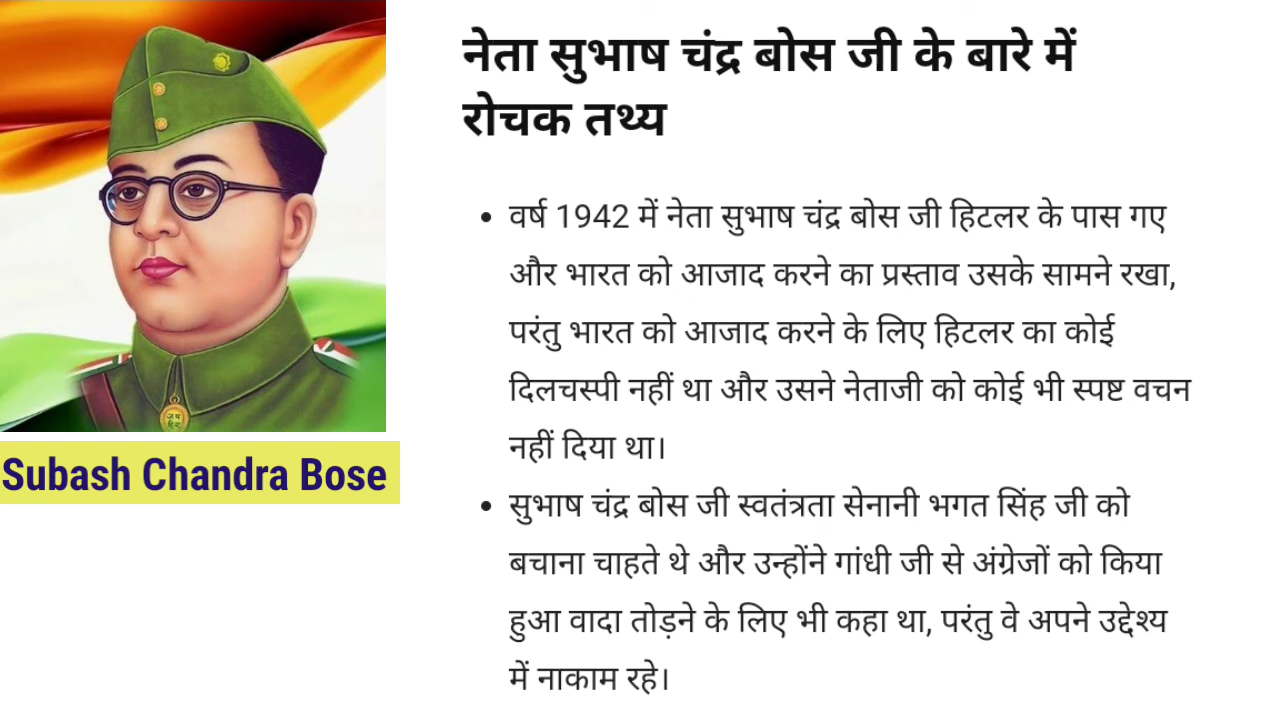 नेता सुभाष चंद्र बोस जी के बारे में
रोचक तथ्य
• वर्ष 1942 में नेता सुभाष चंद्र बोस जी हिटलर के पास गए
और भारत को आजाद करने का प्रस्ताव उसके सामने रखा,
परंतु भारत को आजाद करने के लिए हिटलर का कोई
दिलचस्पी नहीं था और उसने नेताजी को कोई भी स्पष्ट वचन
नहीं दिया था।
• सुभाष चंद्र बोस जी स्वतंत्रता सेनानी भगत सिंह जी को
बचाना चाहते थे और उन्होंने गांधी जी से अंग्रेजों को किया
हुआ वादा तोड़ने के लिए भी कहा था, परंतु वे अपने उद्देश्य
में नाकाम रहे।
जय
हिन्द
Subash Chandra Bose